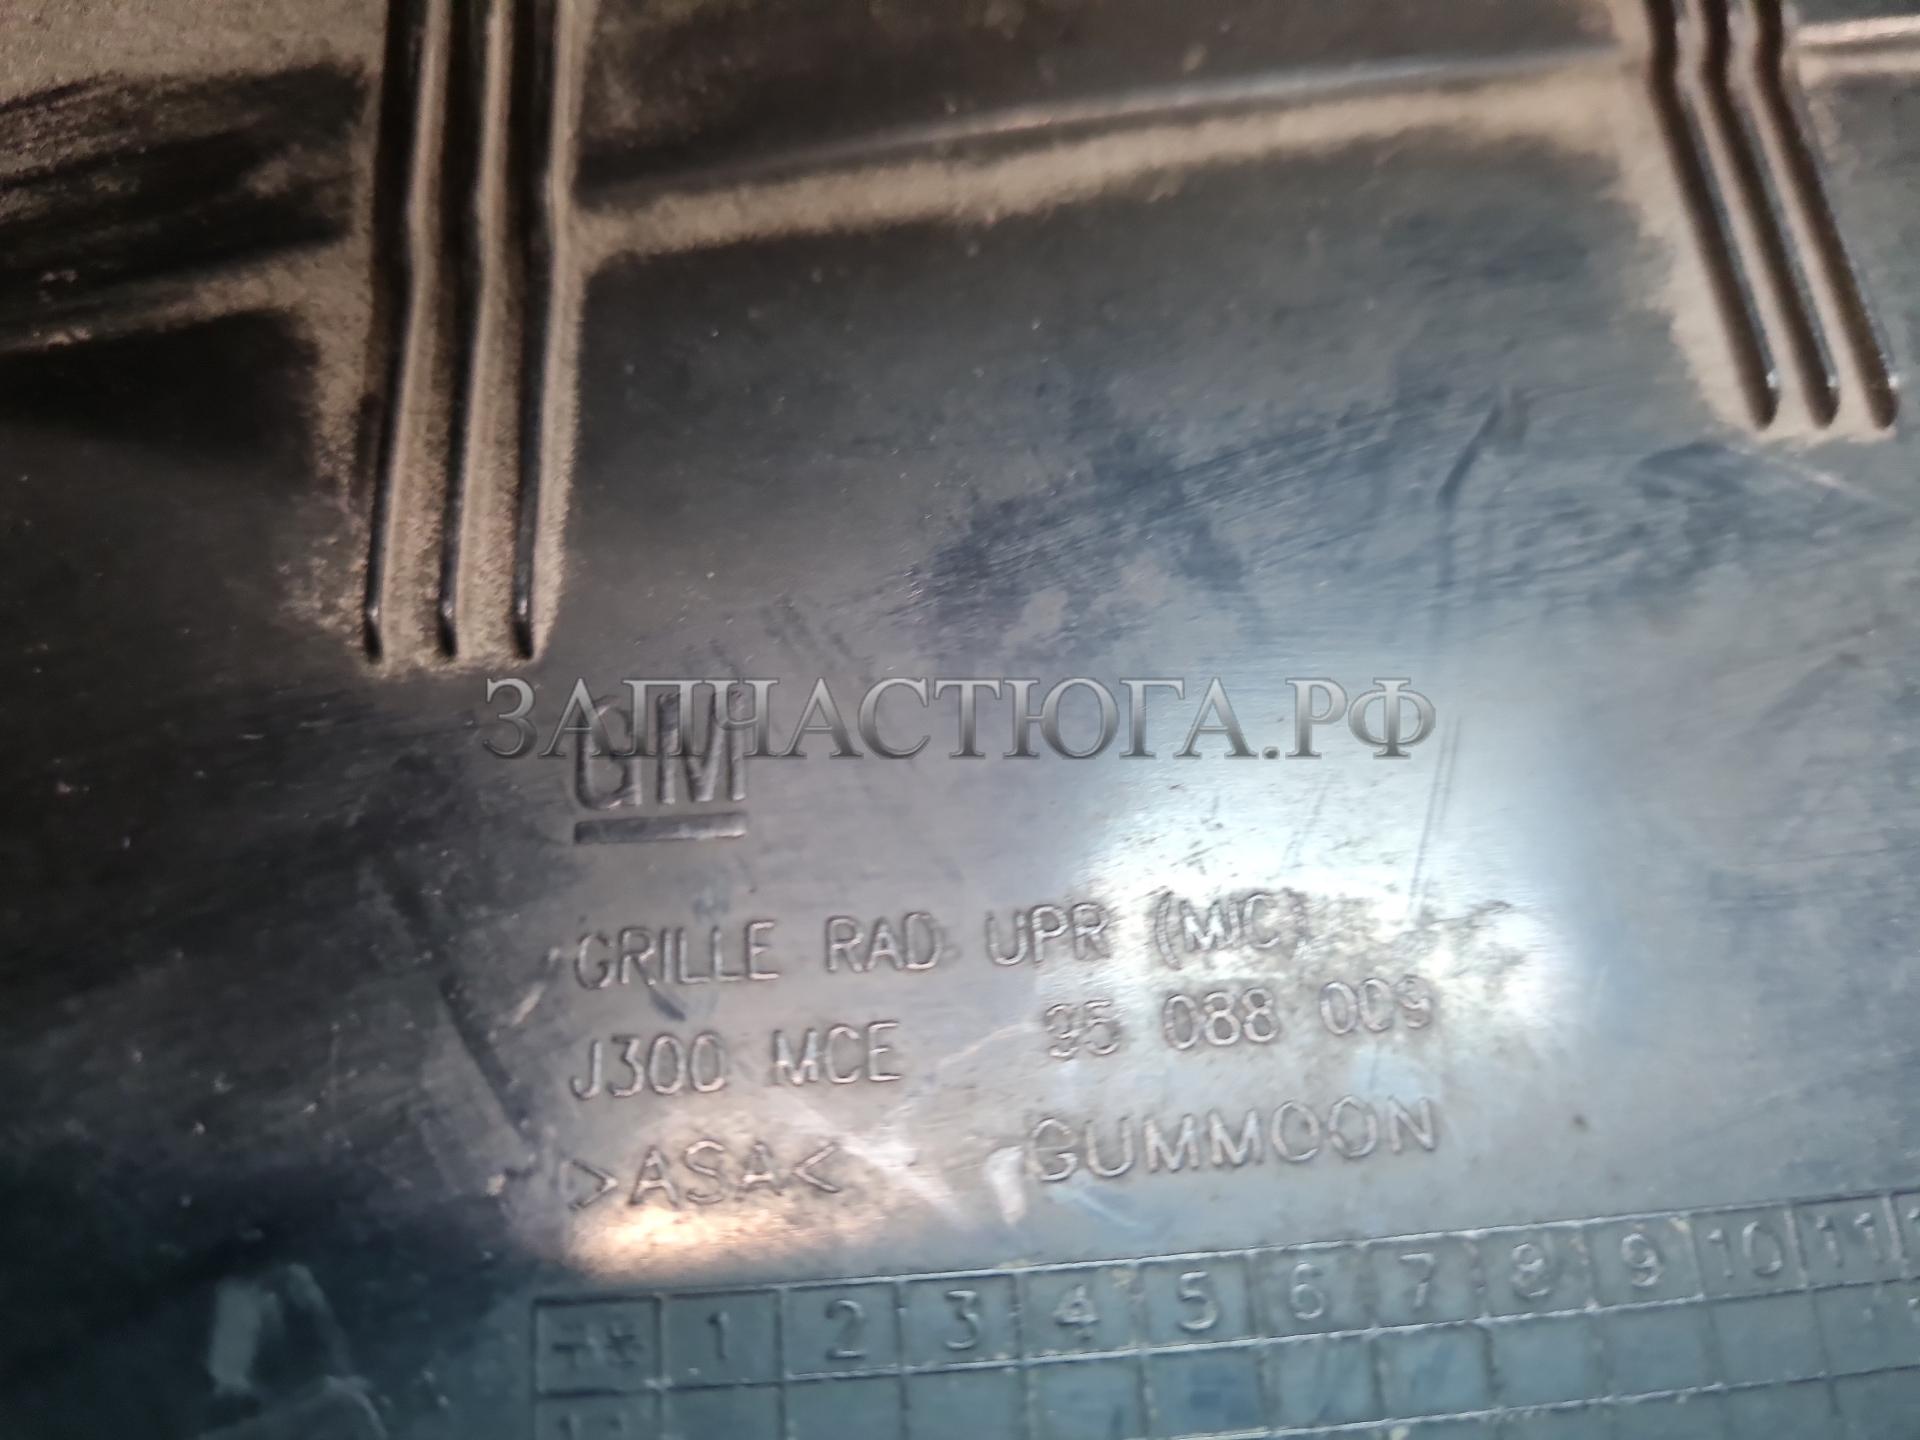 ЗАПЧАСТЮГА.РФ
GM
GRILLE RAD UPR (MIC)
J300 MCE 95 088 009
>ASA< GUMMOON
1 2 3 4 5 6 7 8 9 10 11